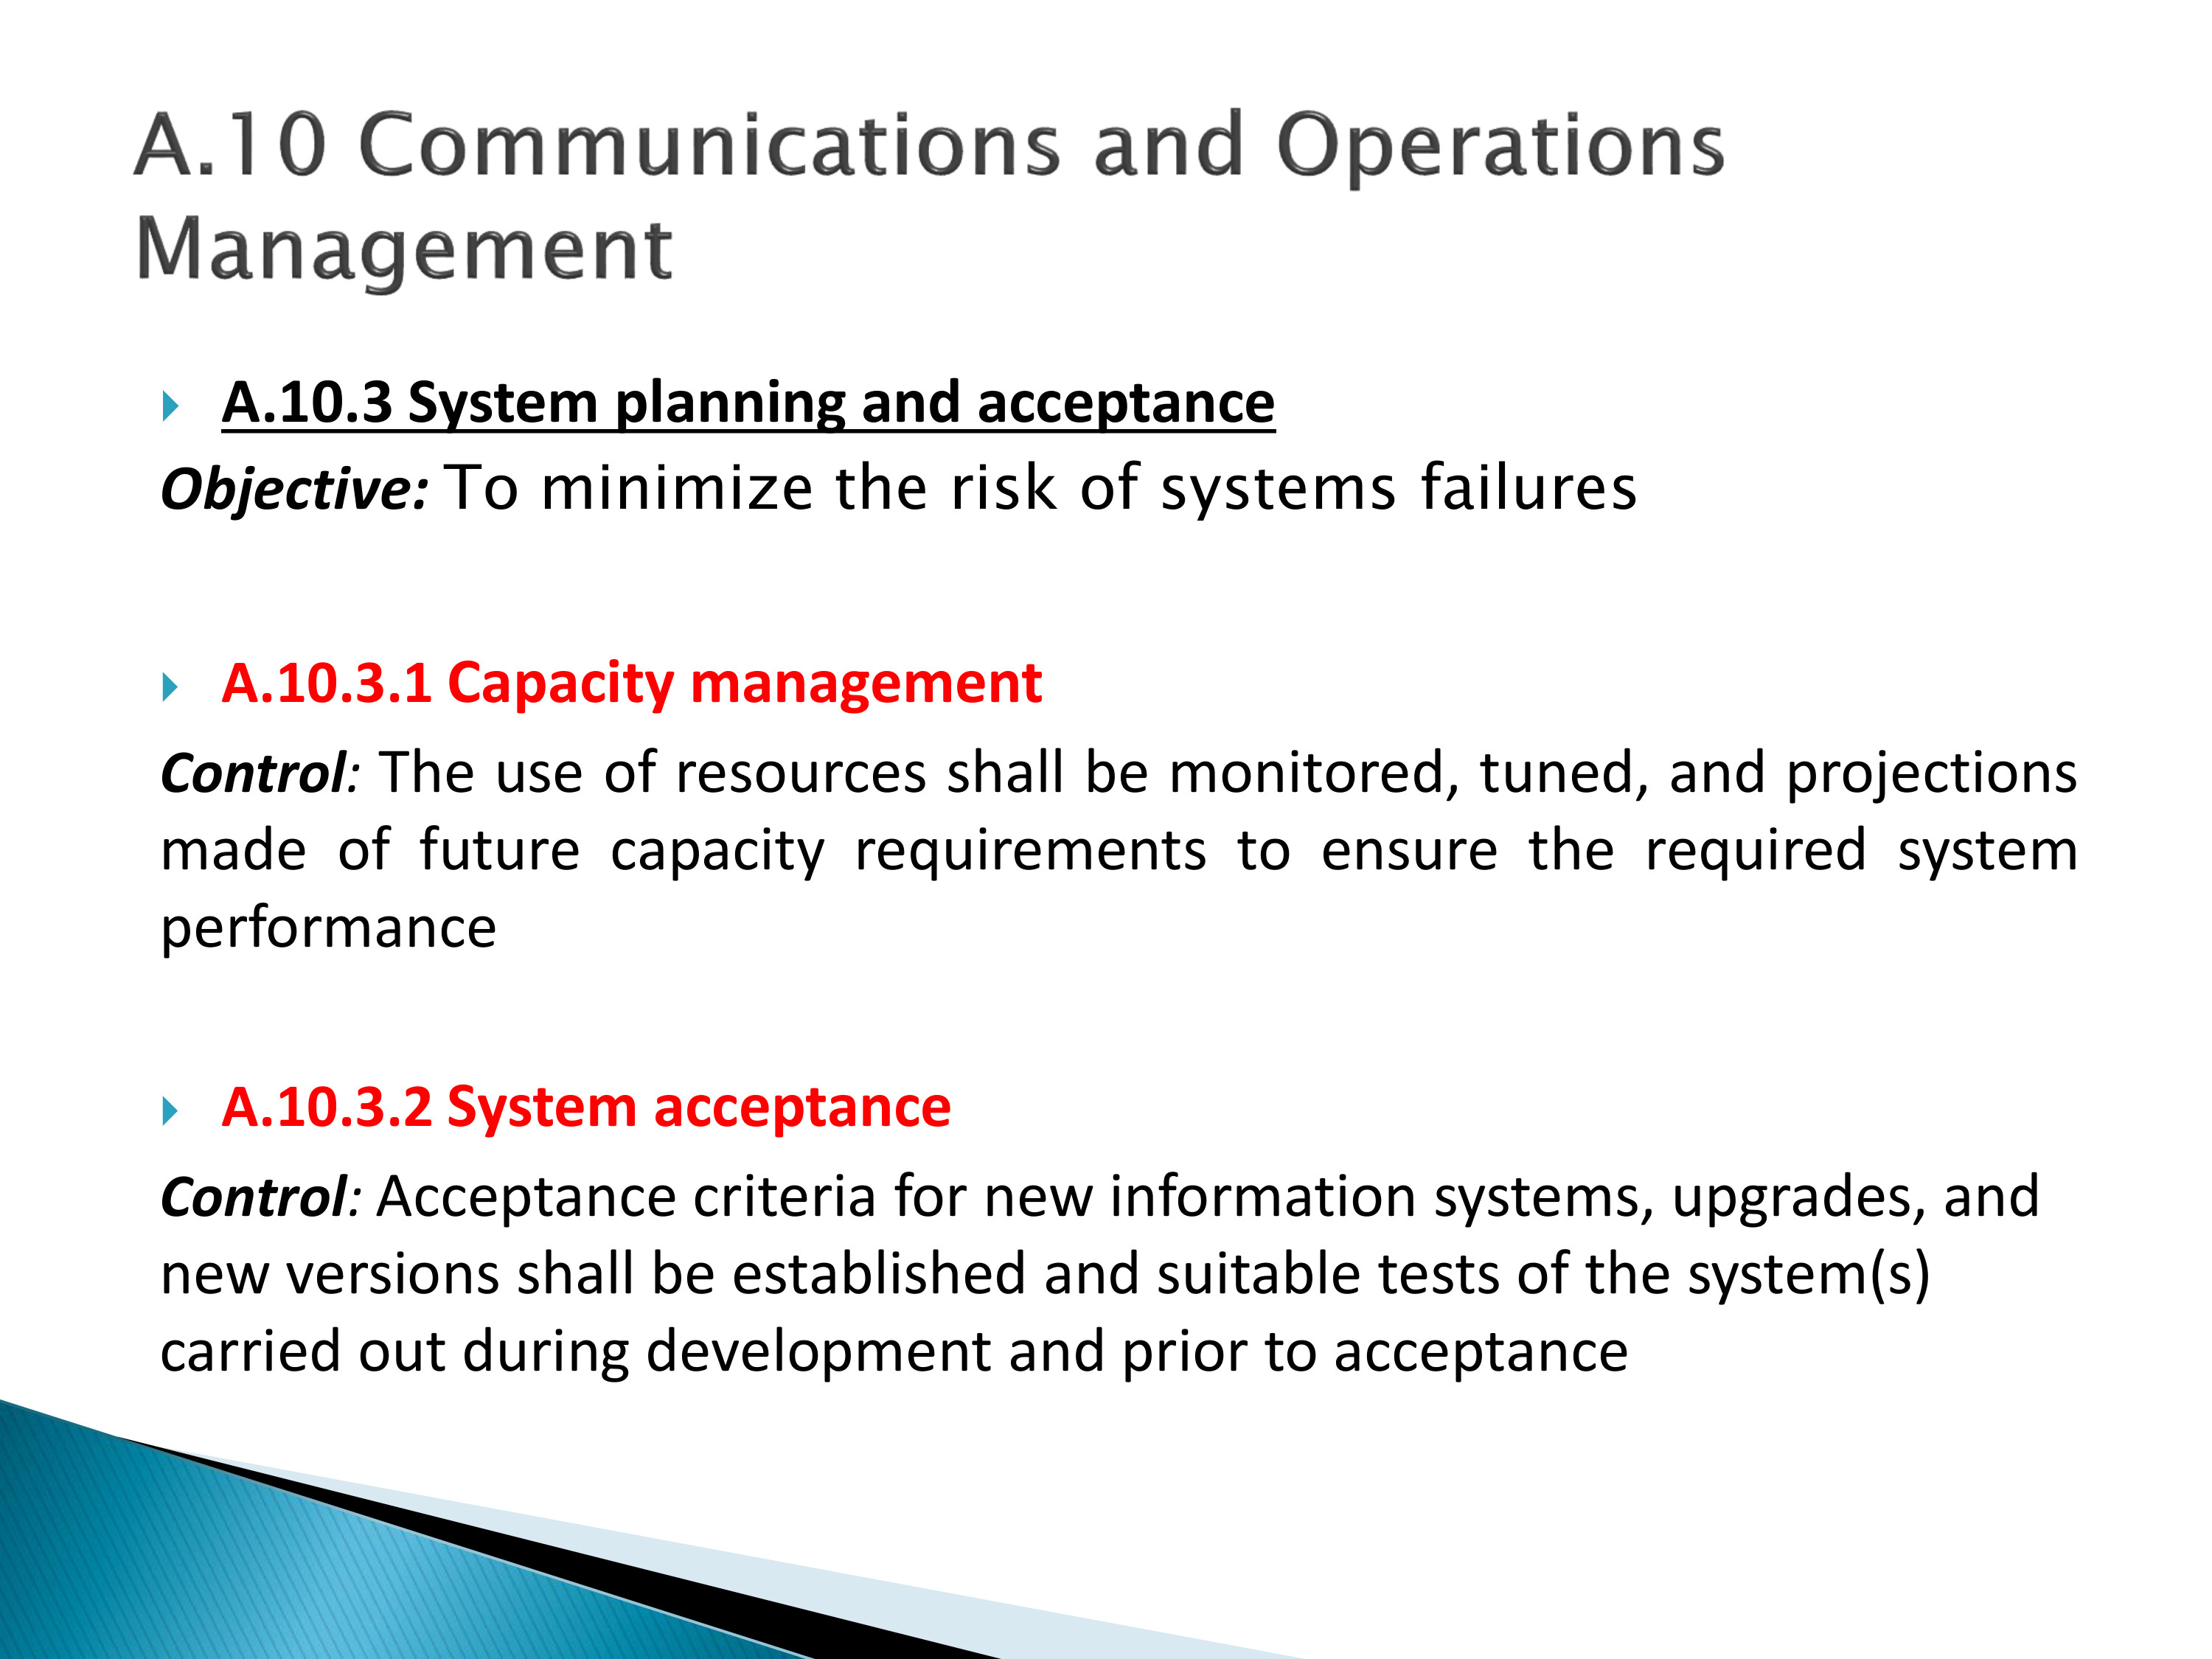 A.10 Communications and Operations
Management
A.10.3 System planning and acceptance
Objective: To minimize the risk of systems failures
A.10.3.1 Capacity management
Control: The use of resources shall be monitored, tuned, and projections
made of future capacity requirements to ensure the required system
performance
A.10.3.2 System acceptance
Control: Acceptance criteria for new information systems, upgrades, and
new versions shall be established and suitable tests of the system(s)
carried out during development and prior to acceptance